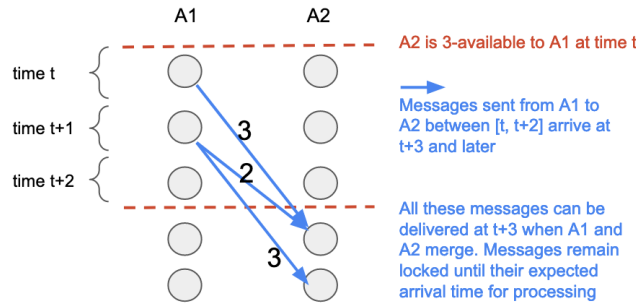 A1 A2
A2 is 3-available to A1 at time t
time t
Messages sent from A1 to
A2 between [t, t+2] arrive at
t+3 and later
time t+1
3
2
time t+2
All these messages can be
delivered at t+3 when A1 and
A2 merge. Messages remain
locked until their expected
arrival time for processing
3